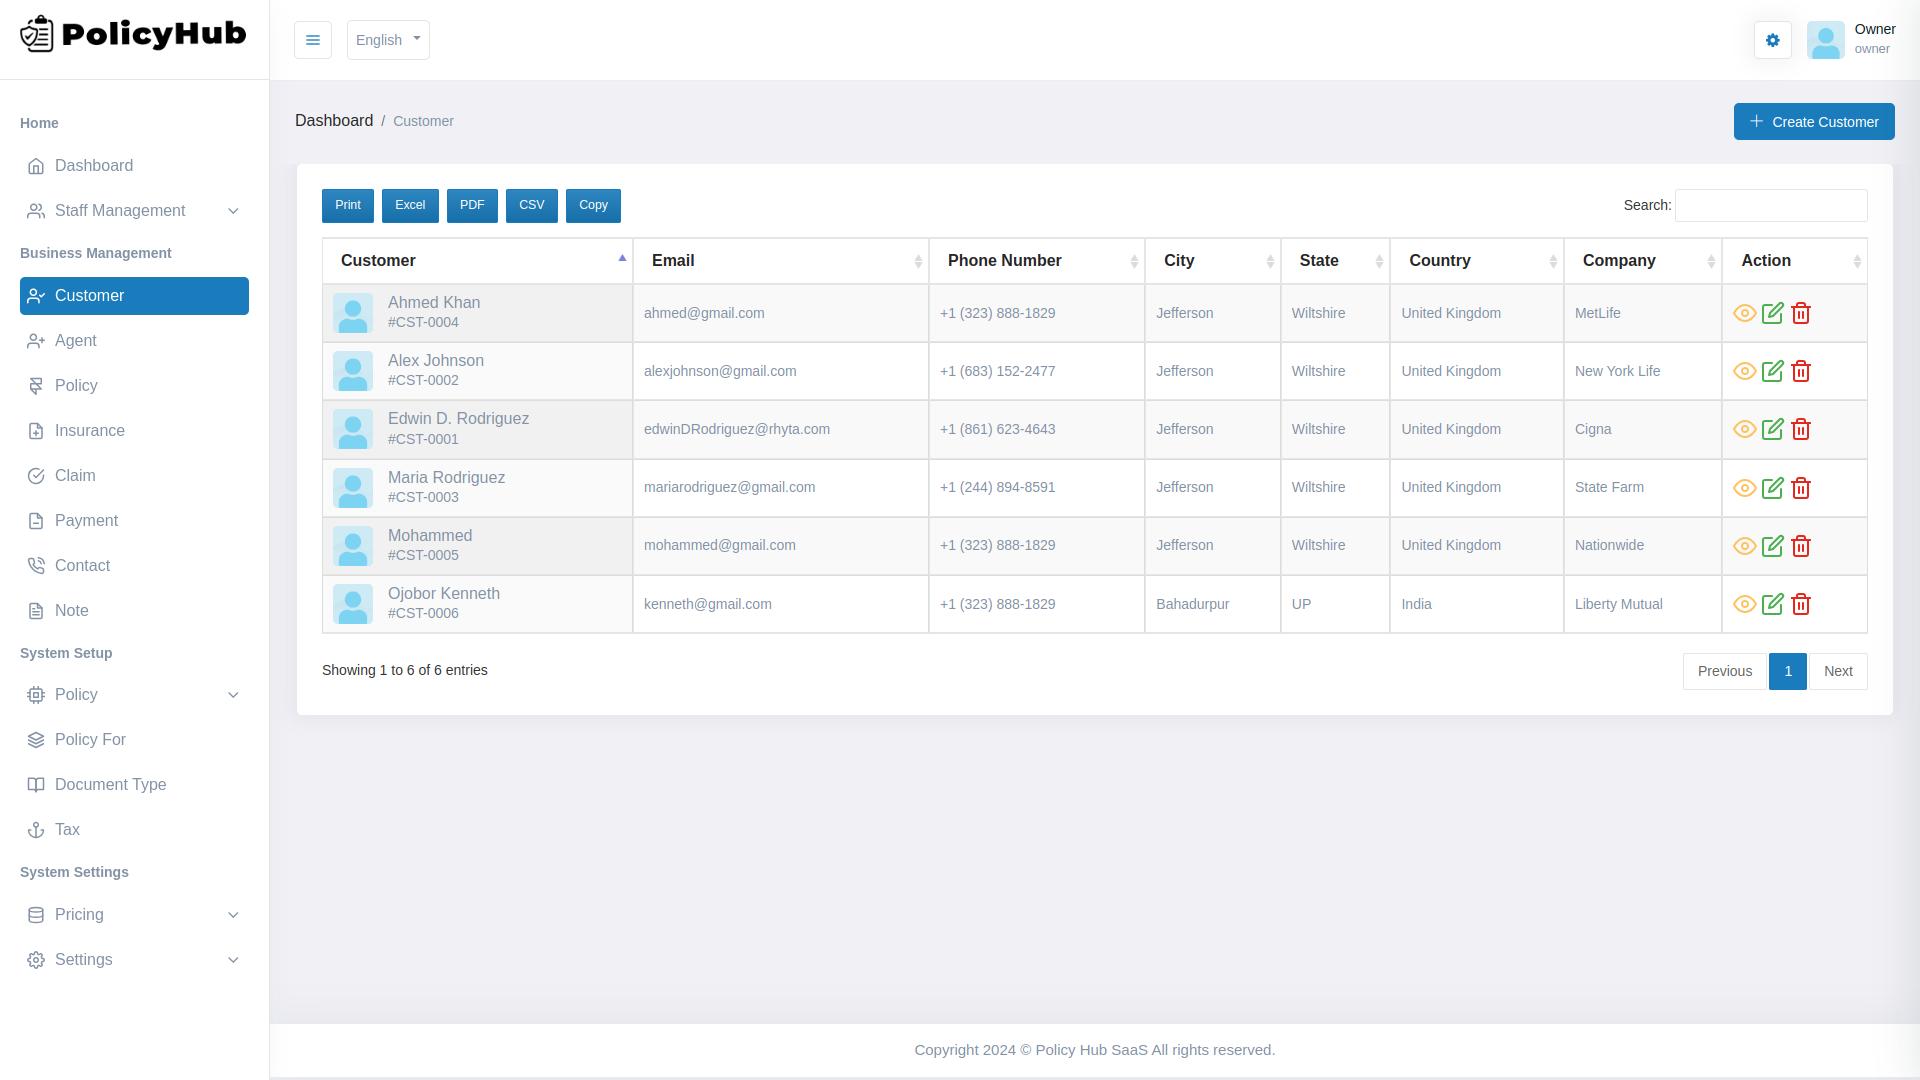 PolicyHub
English
Owner
owner
Home
Dashboard
Staff Management
Business Management
Customer
Agent
Policy
Insurance
Claim
Payment
Contact
Note
System Setup
Policy
Policy For
Document Type
Tax
System Settings
Pricing
Settings
Dashboard / Customer
Create Customer
Print Excel PDF CSV Copy
Search:
Customer Email Phone Number City State Country Company Action
Ahmed Khan
#CST-0004
ahmed@gmail.com +1 (323) 888-1829 Jefferson Wiltshire United Kingdom MetLife
Alex Johnson
#CST-0002
alexjohnson@gmail.com +1 (683) 152-2477 Jefferson Wiltshire United Kingdom New York Life
Edwin D. Rodriguez
#CST-0001
edwinDRodriguez@rhyta.com +1 (861) 623-4643 Jefferson Wiltshire United Kingdom Cigna
Maria Rodriguez
#CST-0003
mariarodriguez@gmail.com +1 (244) 894-8591 Jefferson Wiltshire United Kingdom State Farm
Mohammed
#CST-0005
mohammed@gmail.com +1 (323) 888-1829 Jefferson Wiltshire United Kingdom Nationwide
Ojobor Kenneth
#CST-0006
kenneth@gmail.com +1 (323) 888-1829 Bahadurpur UP India Liberty Mutual
Showing 1 to 6 of 6 entries
Previous 1 Next
Copyright 2024 © Policy Hub SaaS All rights reserved.